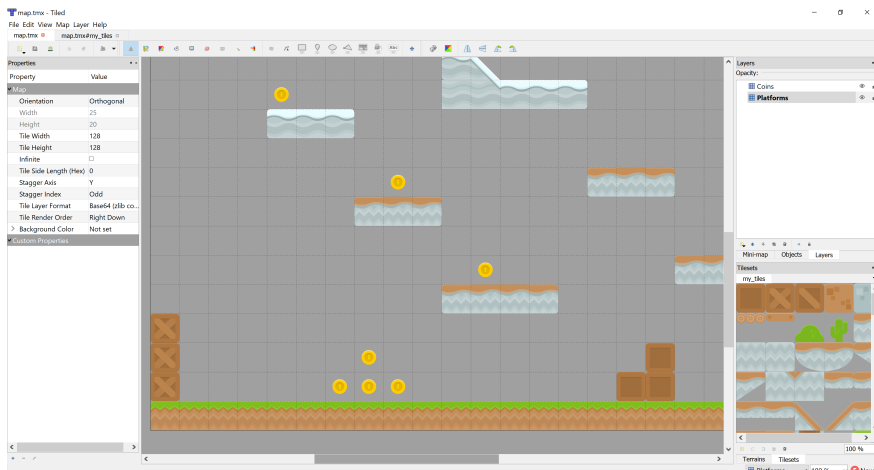 map.tmx - Tiled
File Edit View Map Layer Help
map.tmx
map.tmx#my_tiles
Properties
Property Value
Map
Orientation Orthogonal
Width 25
Height 20
Tile Width 128
Tile Height 128
Infinite
Tile Side Length (Hex) 0
Stagger Axis Y
Stagger Index Odd
Tile Layer Format Base64 (zlib co...
Tile Render Order Right Down
Background Color Not set
Custom Properties
Layers
Opacity:
Coins
Platforms
Mini-map Objects Layers
Tilesets
my_tiles
100 %
Terrains Tilesets